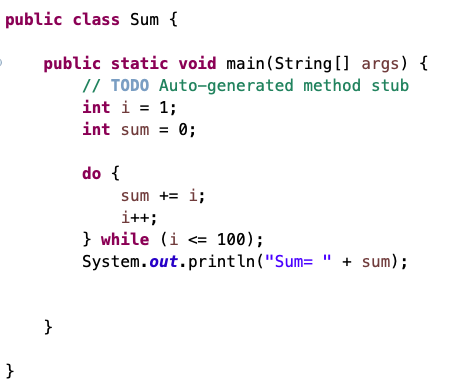 public class Sum {
public static void main(String[] args) {
// TODO Auto-generated method stub
int i = 1;
int sum = 0;
do {
sum += i;
i++;
} while (i <= 100);
System.out.println("Sum= " + sum);
}
}